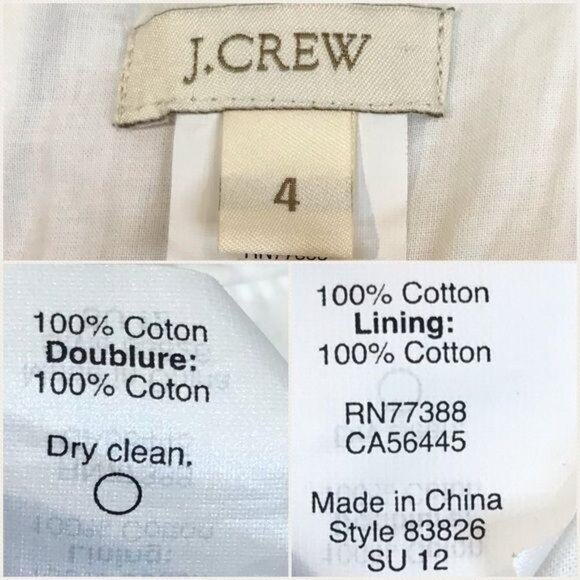 J.CREW
4
RN77388
100% Coton
Doublure:
100% Coton
Dry clean.
100% Cotton
Lining:
100% Cotton
RN77388
CA56445
Made in China
Style 83826
SU 12